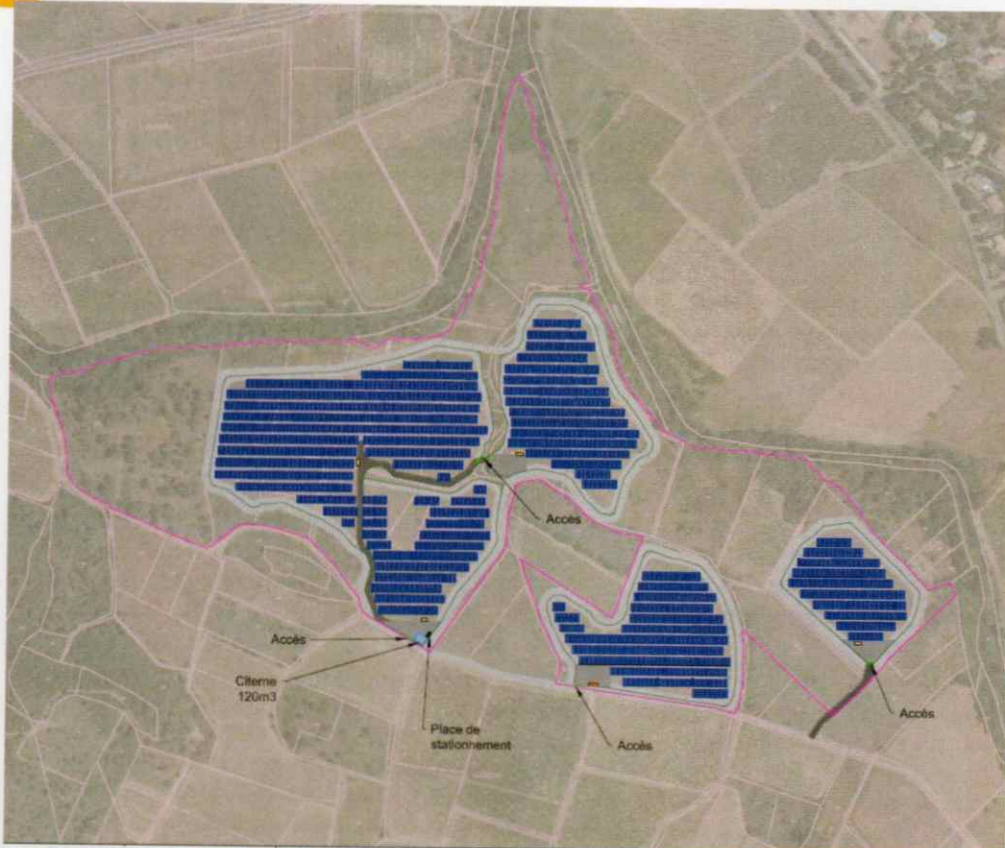 Accès
Accès
Citerne
120m3
Place de
stationnement
Accès
Accès